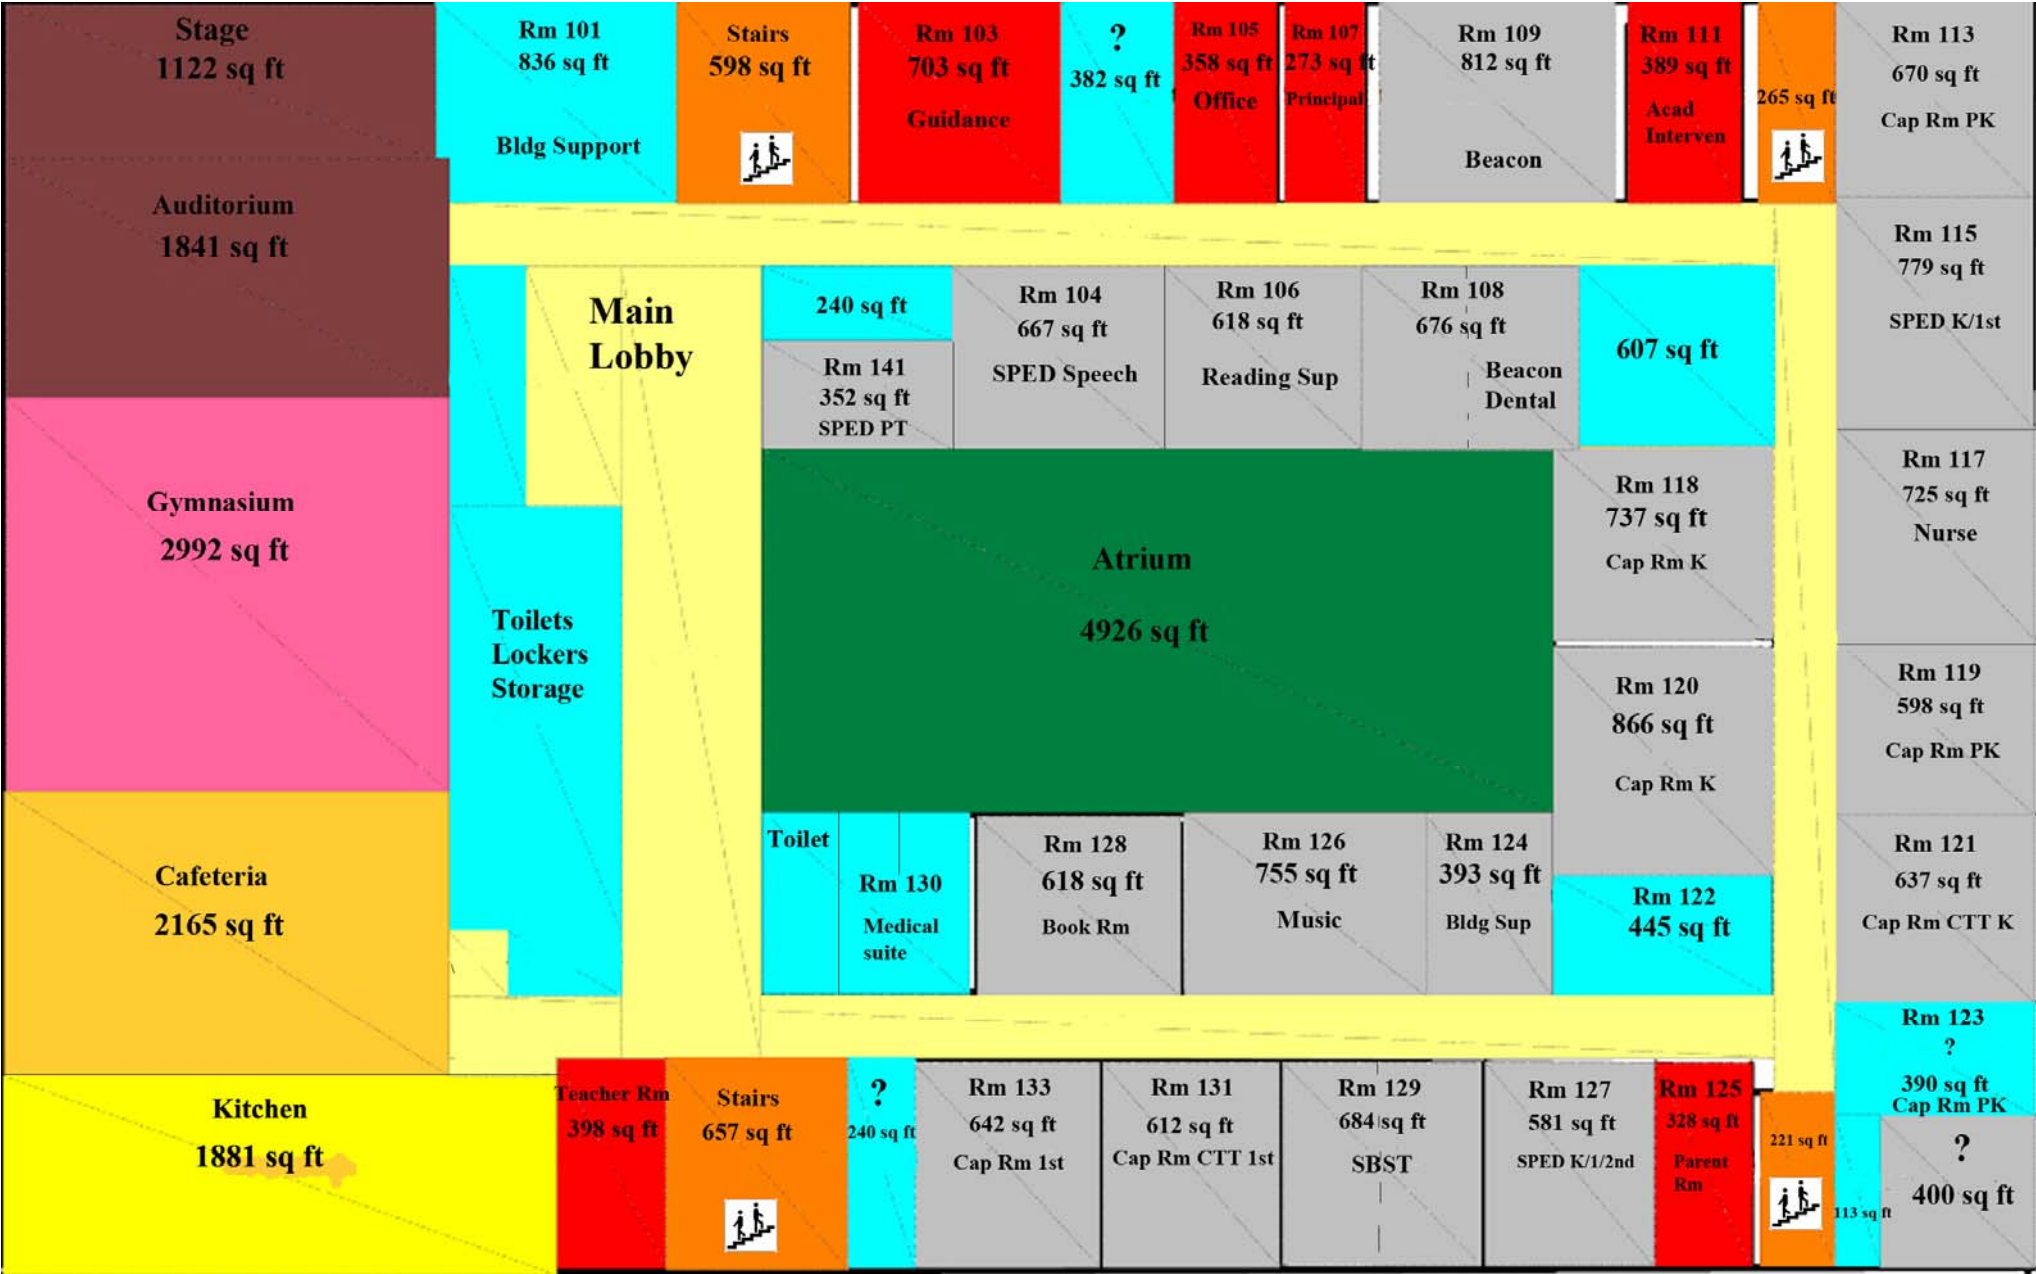 Stage
1122 sq ft
Rm 101
836 sq ft
Bldg Support
Stairs
598 sq ft
Rm 103
703 sq ft
Guidance
?
382 sq ft
Rm 105
358 sq ft
Office
Rm 107
273 sq ft
Principal
Rm 109
812 sq ft
Beacon
Rm 111
389 sq ft
Acad
Interven
265 sq ft
Rm 113
670 sq ft
Cap Rm PK
Auditorium
1841 sq ft
Main
Lobby
240 sq ft
Rm 141
352 sq ft
SPED PT
Rm 104
667 sq ft
SPED Speech
Rm 106
618 sq ft
Reading Sup
Rm 108
676 sq ft
Beacon
Dental
607 sq ft
Rm 115
779 sq ft
SPED K/1st
Gymnasium
2992 sq ft
Toilets
Lockers
Storage
Atrium
4926 sq ft
Rm 118
737 sq ft
Cap Rm K
Rm 117
725 sq ft
Nurse
Rm 120
866 sq ft
Cap Rm K
Rm 119
598 sq ft
Cap Rm PK
Cafeteria
2165 sq ft
Toilet
Rm 130
Medical
suite
Rm 128
618 sq ft
Book Rm
Rm 126
755 sq ft
Music
Rm 124
393 sq ft
Bldg Sup
Rm 122
445 sq ft
Rm 121
637 sq ft
Cap Rm CTT K
Rm 123
?
390 sq ft
Cap Rm PK
Kitchen
1881 sq ft
Teacher Rm
398 sq ft
Stairs
657 sq ft
?
240 sq ft
Rm 133
642 sq ft
Cap Rm 1st
Rm 131
612 sq ft
Cap Rm CTT 1st
Rm 129
684 sq ft
SBST
Rm 127
581 sq ft
SPED K/1/2nd
Rm 125
328 sq ft
Parent
Rm
221 sq ft
113 sq ft
?
400 sq ft